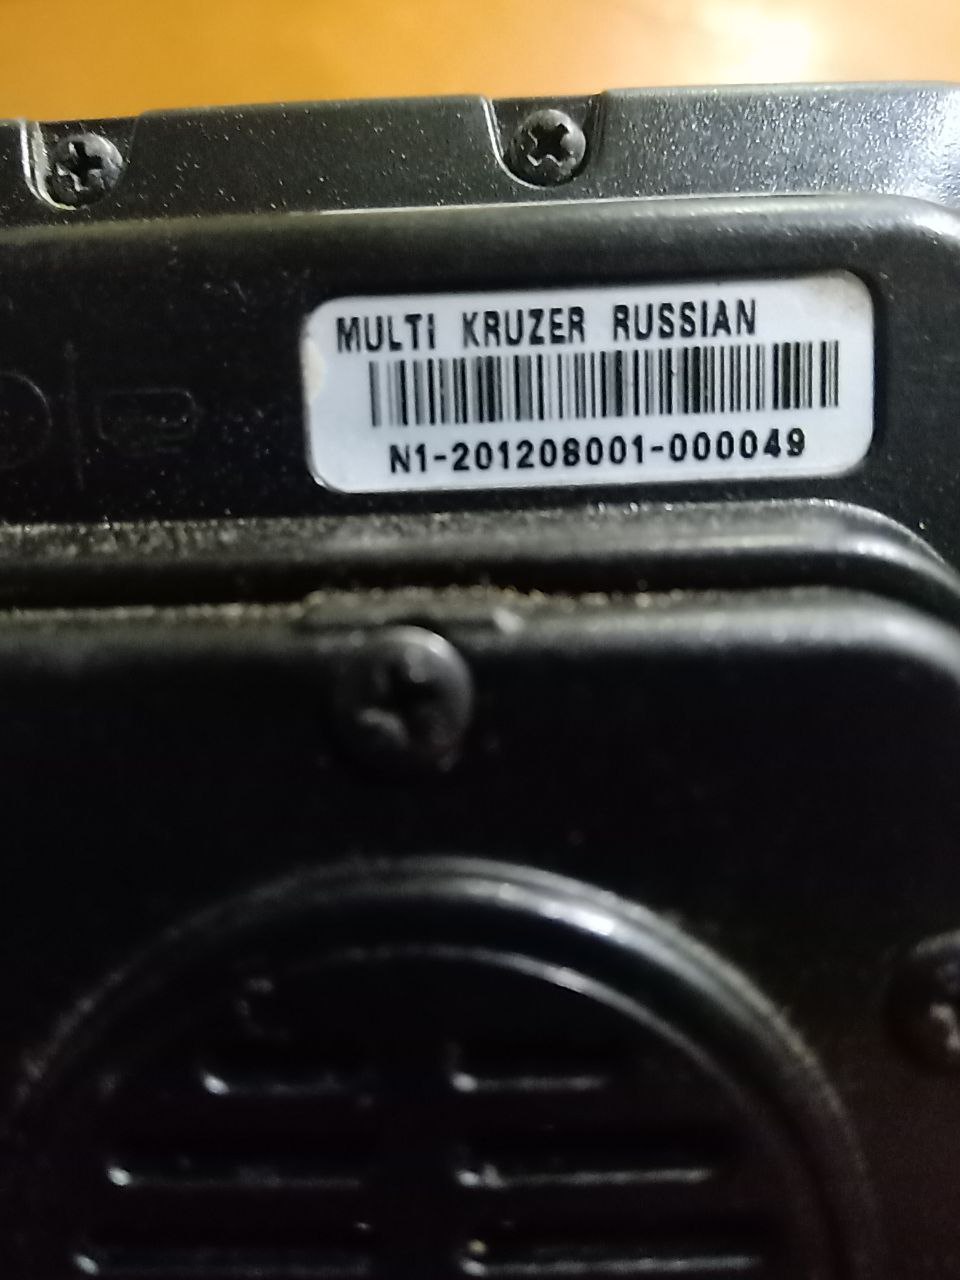 MULTi KRUZER RUSSIAN
N1-201208001-000049